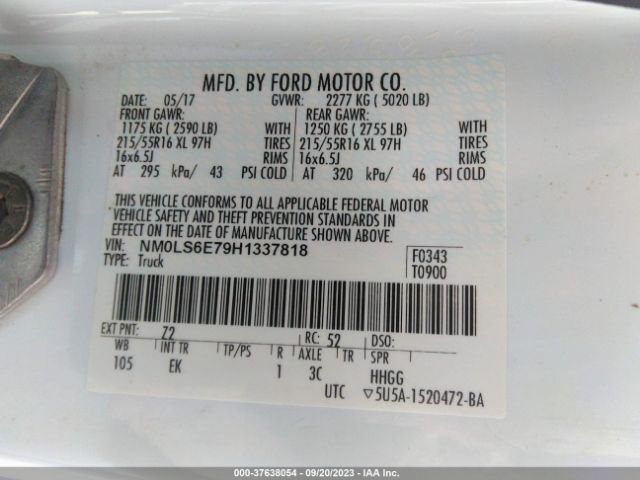 MFD. BY FORD MOTOR CO.
DATE: 05/17 GVWR: 2277 KG ( 5020 LB)
FRONT GAWR: REAR GAWR:
1175 KG ( 2590 LB) WITH 1250 KG ( 2755 LB) WITH
215/55R16 XL 97H TIRES 215/55R16 XL 97H TIRES
16x6.5J RIMS 16x6.5J RIMS
AT 295 kPa/ 43 PSI COLD AT 320 kPa/ 46 PSI COLD
THIS VEHICLE CONFORMS TO ALL APPLICABLE FEDERAL MOTOR
VEHICLE SAFETY AND THEFT PREVENTION STANDARDS IN
EFFECT ON THE DATE OF MANUFACTURE SHOWN ABOVE.
VIN: NM0LS6E79H1337818 F0343
TYPE: Truck T0900
EXT PNT: Z2 RC: 52 DSO:
WB INT TR TP/PS R AXLE TR SPR
105 EK 1 3C HHGG
UTC ▽5U5A-1520472-BA
000-37638054 - 09/20/2023 - IAA Inc.